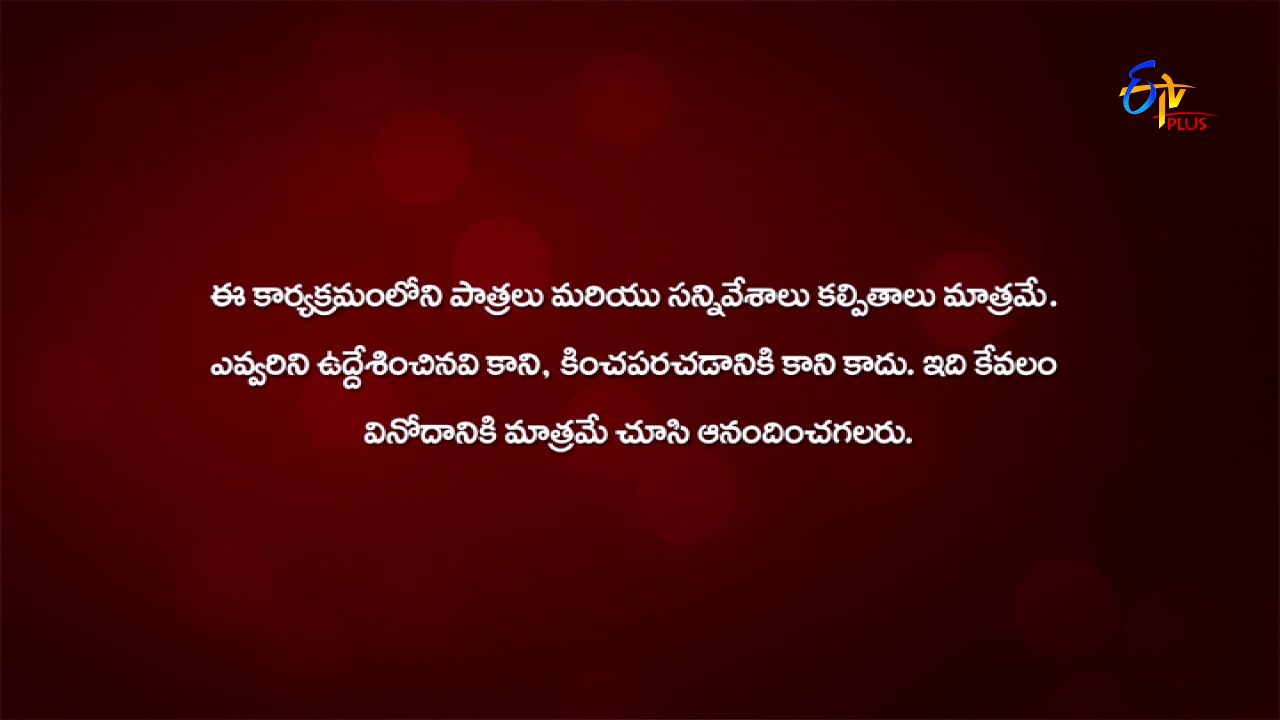 ETV
PLUS
ఈ కార్యక్రమంలోని పాత్రలు మరియు సన్నివేశాలు కల్పితాలు మాత్రమే.
ఎవ్వరిని ఉద్దేశించినవి కాని, కించపరచడానికి కాని కాదు. ఇది కేవలం
వినోదానికి మాత్రమే చూసి ఆనందించగలరు.